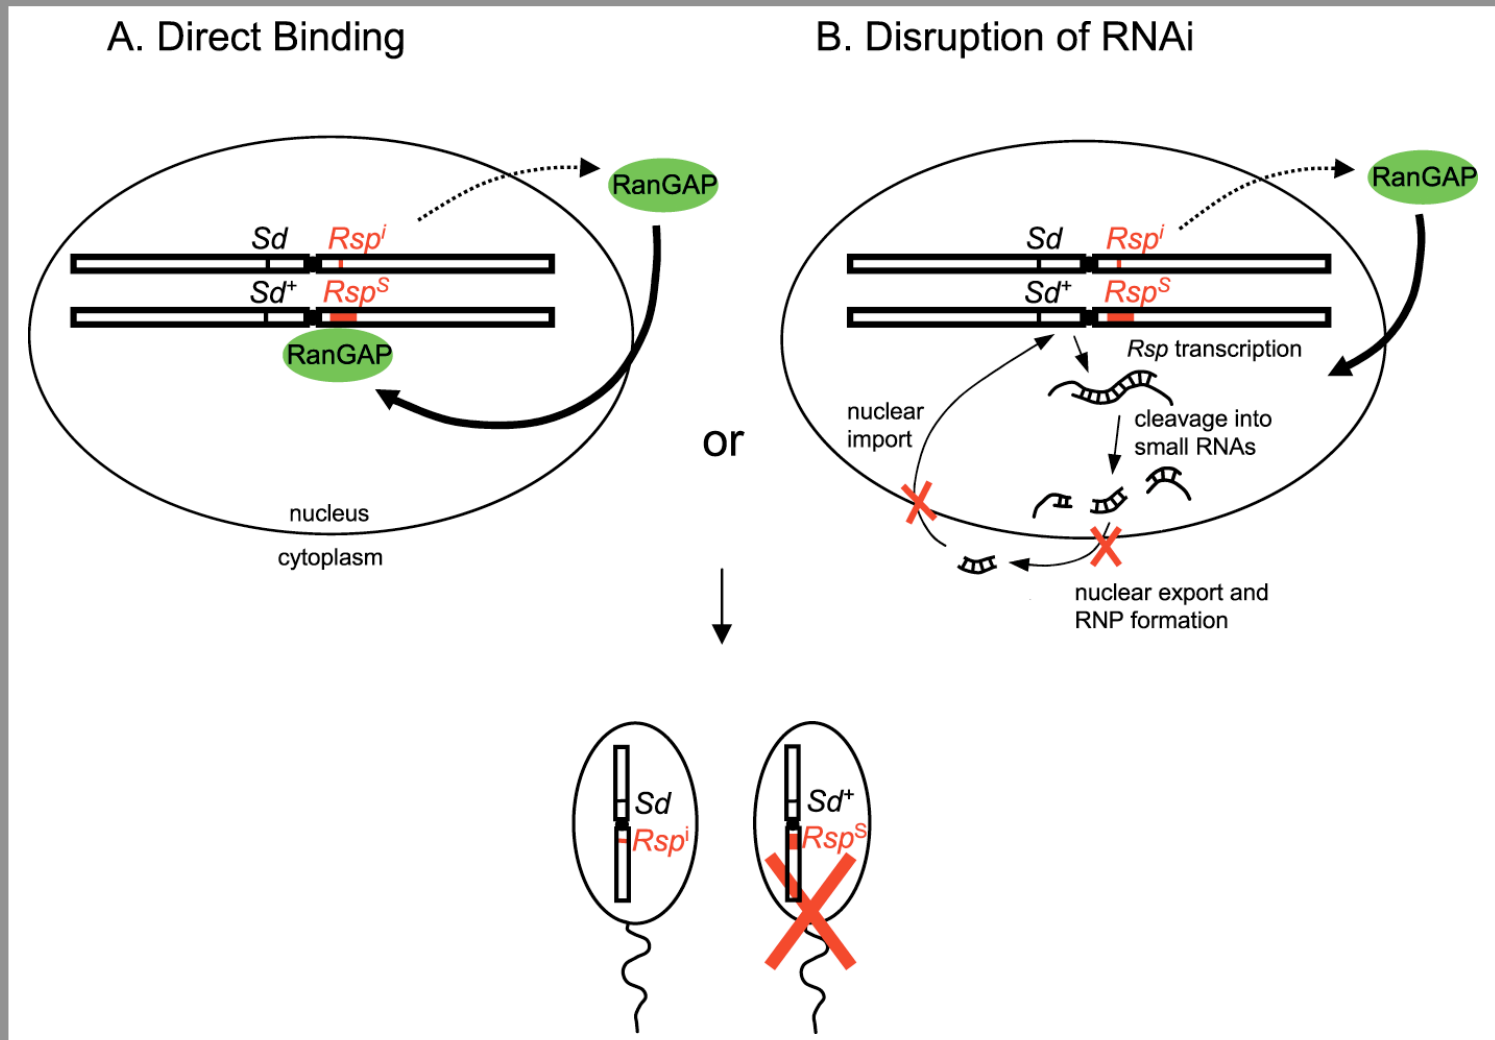 A. Direct Binding
B. Disruption of RNAi
RanGAP
Sd Rspⁱ
Sd⁺ Rspˢ
RanGAP
nucleus
cytoplasm
or
RanGAP
Sd Rspⁱ
Sd⁺ Rspˢ
Rsp transcription
nuclear
import
cleavage into
small RNAs
nuclear export and
RNP formation
Sd
Rspⁱ
Sd⁺
Rspˢ